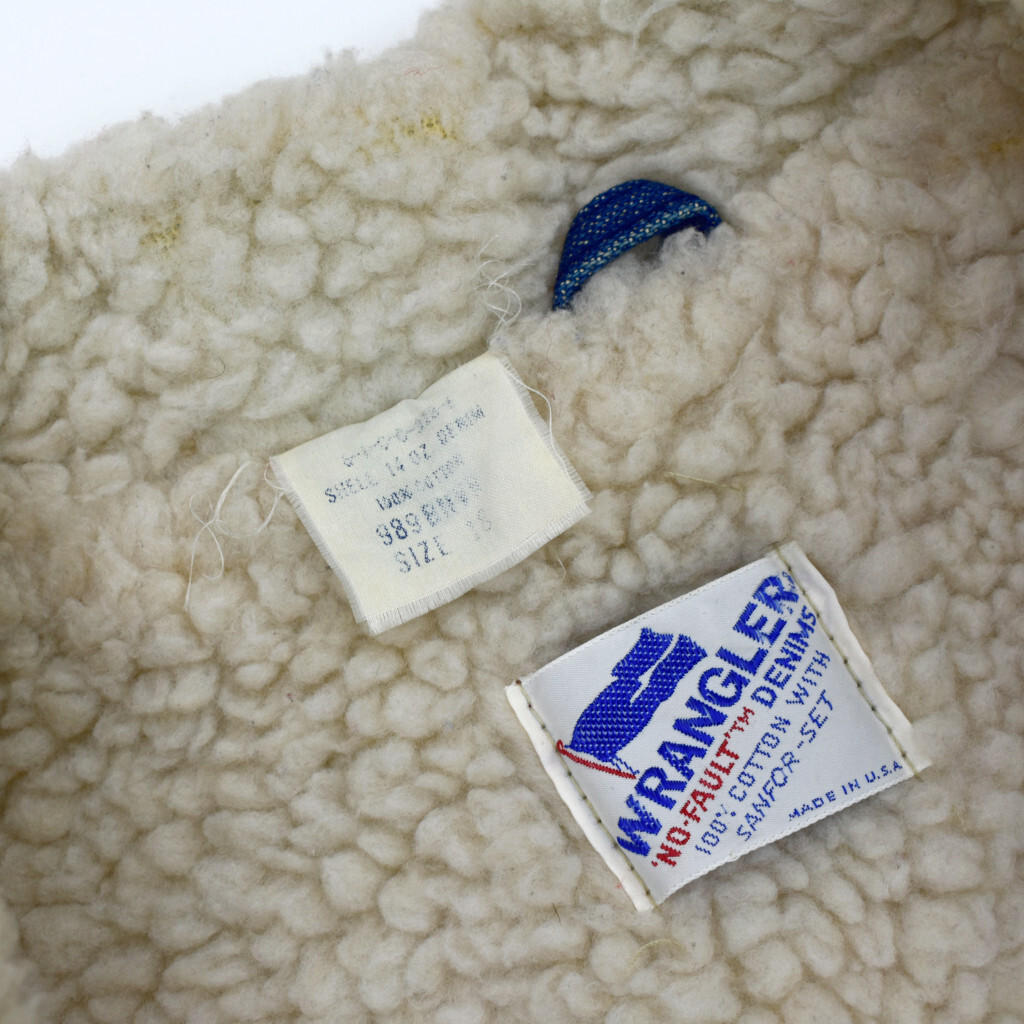 SHELL 14 OZ DENIM
100% COTTON
SIZE
WRANGLER®
'NO-FAULT'™ DENIMS
100% COTTON WITH
SANFOR-SET
MADE IN U.S.A